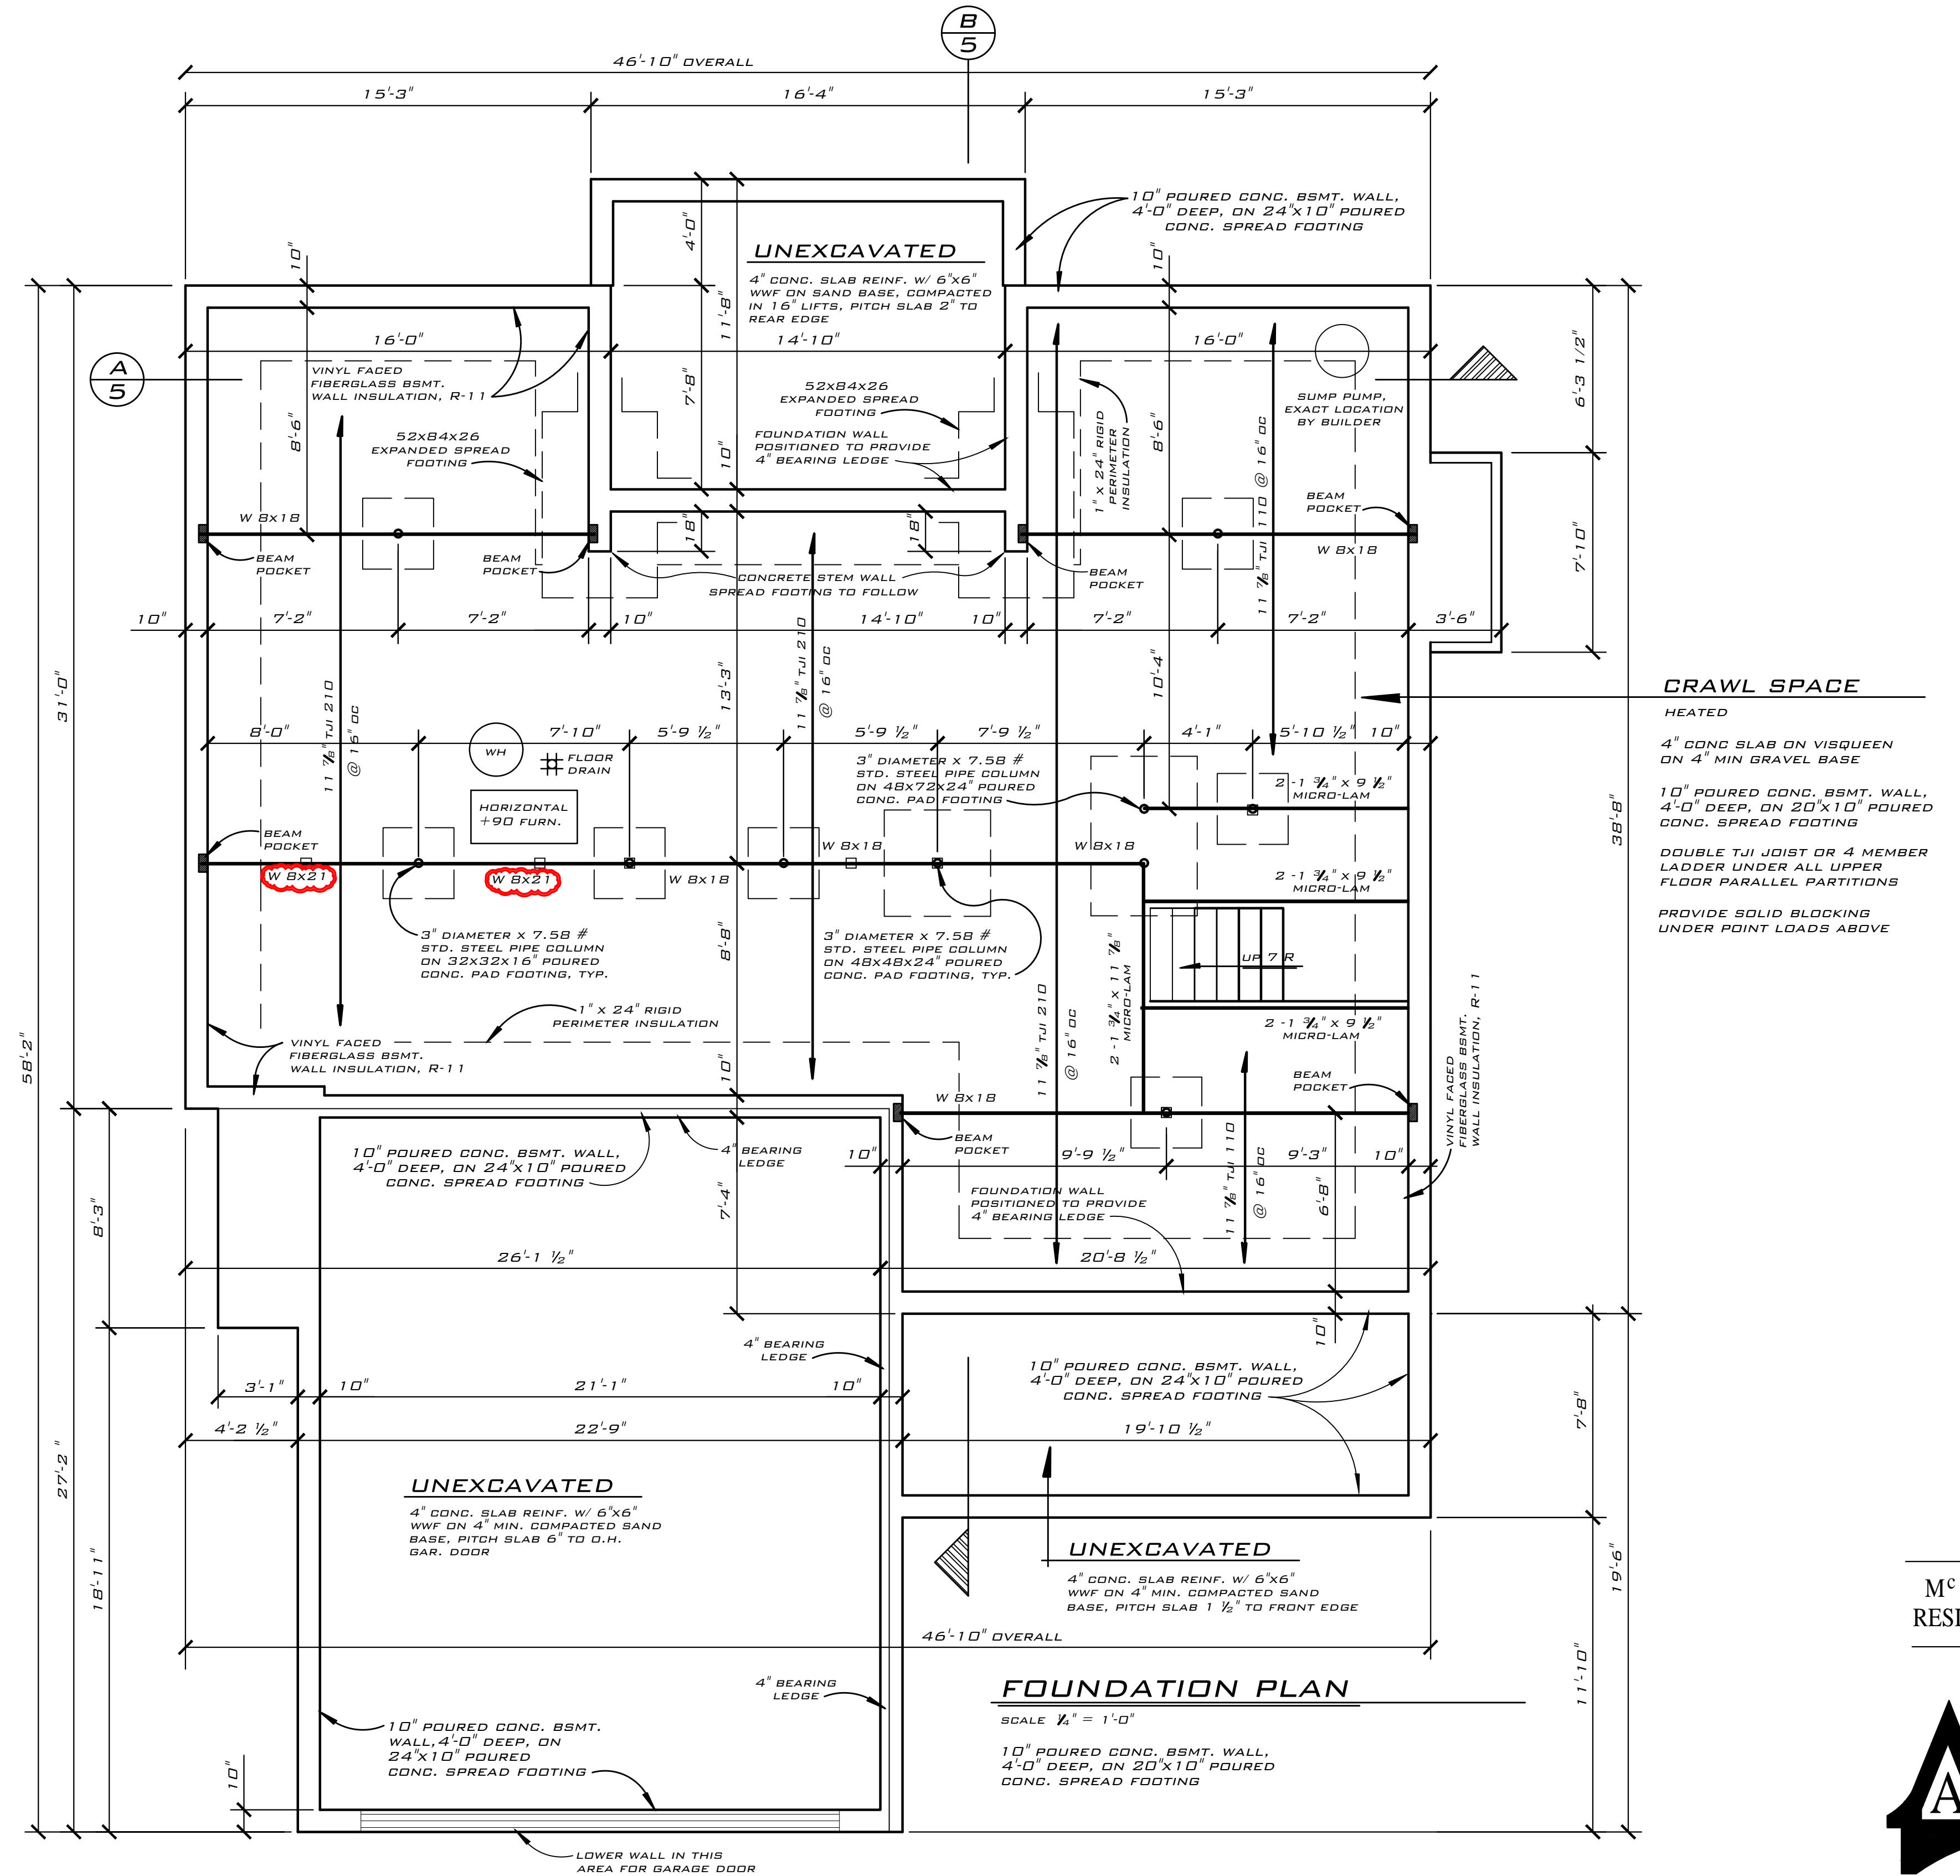 B
5
46'-10" OVERALL
15'-3"
16'-4"
15'-3"
10" POURED CONC. BSMT. WALL,
4'-0" DEEP, ON 24"x10" POURED
CONC. SPREAD FOOTING
4'-0"
UNEXCAVATED
4" CONC. SLAB REINF. W/ 6"x6"
WWF ON SAND BASE, COMPACTED
IN 16" LIFTS, PITCH SLAB 2" TO
REAR EDGE
10"
10"
11'-8"
16'-0"
14'-10"
16'-0"
6'-3 1/2"
A
5
VINYL FACED
FIBERGLASS BSMT.
WALL INSULATION, R-11
7'-8"
52x84x26
EXPANDED SPREAD
FOOTING
SUMP PUMP,
EXACT LOCATION
BY BUILDER
8'-6"
52x84x26
EXPANDED SPREAD
FOOTING
FOUNDATION WALL
POSITIONED TO PROVIDE
4" BEARING LEDGE
1" x 24" RIGID
PERIMETER
INSULATION
8'-6"
11 7/8" TJI 110 @ 16" OC
10"
W 8x18
BEAM
POCKET
18"
18"
W 8x18
7'-10"
BEAM
POCKET
BEAM
POCKET
CONCRETE STEM WALL
SPREAD FOOTING TO FOLLOW
BEAM
POCKET
10"
7'-2"
7'-2"
10"
14'-10"
10"
7'-2"
7'-2"
3'-6"
31'-0"
11 7/8" TJI 210
@ 16" OC
13'-3"
11 7/8" TJI 210
@ 16" OC
10'-4"
CRAWL SPACE
HEATED
4" CONC SLAB ON VISQUEEN
ON 4" MIN GRAVEL BASE
10" POURED CONC. BSMT. WALL,
4'-0" DEEP, ON 20"x10" POURED
CONC. SPREAD FOOTING
DOUBLE TJI JOIST OR 4 MEMBER
LADDER UNDER ALL UPPER
FLOOR PARALLEL PARTITIONS
PROVIDE SOLID BLOCKING
UNDER POINT LOADS ABOVE
8'-0"
7'-10"
5'-9 1/2"
5'-9 1/2"
7'-9 1/2"
4'-1"
5'-10 1/2"
10"
WH
FLOOR
DRAIN
3" DIAMETER x 7.58 #
STD. STEEL PIPE COLUMN
ON 48x72x24" POURED
CONC. PAD FOOTING
2 -1 3/4" x 9 1/2"
MICRO-LAM
HORIZONTAL
+90 FURN.
38'-8"
BEAM
POCKET
W 8x18
W 8x18
W 8x21
W 8x21
W 8x18
2 -1 3/4" x 9 1/2"
MICRO-LAM
3" DIAMETER x 7.58 #
STD. STEEL PIPE COLUMN
ON 32x32x16" POURED
CONC. PAD FOOTING, TYP.
8'-8"
3" DIAMETER x 7.58 #
STD. STEEL PIPE COLUMN
ON 48x48x24" POURED
CONC. PAD FOOTING, TYP.
2 -1 3/4" x 11 7/8"
MICRO-LAM
UP 7 R
58'-2"
1" x 24" RIGID
PERIMETER INSULATION
11 7/8" TJI 210
@ 16" OC
2 -1 3/4" x 9 1/2"
MICRO-LAM
VINYL FACED
FIBERGLASS BSMT.
WALL INSULATION, R-11
VINYL FACED
FIBERGLASS BSMT.
WALL INSULATION, R-11
10"
BEAM
POCKET
W 8x18
10" POURED CONC. BSMT. WALL,
4'-0" DEEP, ON 24"x10" POURED
CONC. SPREAD FOOTING
4" BEARING
LEDGE
BEAM
POCKET
10"
9'-9 1/2"
9'-3"
10"
11 7/8" TJI 110
@ 16" OC
8'-3"
7'-4"
FOUNDATION WALL
POSITIONED TO PROVIDE
4" BEARING LEDGE
6'-8"
26'-1 1/2"
20'-8 1/2"
10"
4" BEARING
LEDGE
10" POURED CONC. BSMT. WALL,
4'-0" DEEP, ON 24"x10" POURED
CONC. SPREAD FOOTING
3'-1"
10"
21'-1"
10"
7'-8"
4'-2 1/2"
22'-9"
19'-10 1/2"
27'-2"
UNEXCAVATED
4" CONC. SLAB REINF. W/ 6"x6"
WWF ON 4" MIN. COMPACTED SAND
BASE, PITCH SLAB 6" TO O.H.
GAR. DOOR
18'-11"
UNEXCAVATED
4" CONC. SLAB REINF. W/ 6"x6"
WWF ON 4" MIN. COMPACTED SAND
BASE, PITCH SLAB 1 1/2" TO FRONT EDGE
19'-6"
Mc
RESI
46'-10" OVERALL
11'-10"
4" BEARING
LEDGE
FOUNDATION PLAN
SCALE 1/4" = 1'-0"
10" POURED CONC. BSMT. WALL,
4'-0" DEEP, ON 20"x10" POURED
CONC. SPREAD FOOTING
10" POURED CONC. BSMT.
WALL,4'-0" DEEP, ON
24"x10" POURED
CONC. SPREAD FOOTING
10"
A
LOWER WALL IN THIS
AREA FOR GARAGE DOOR